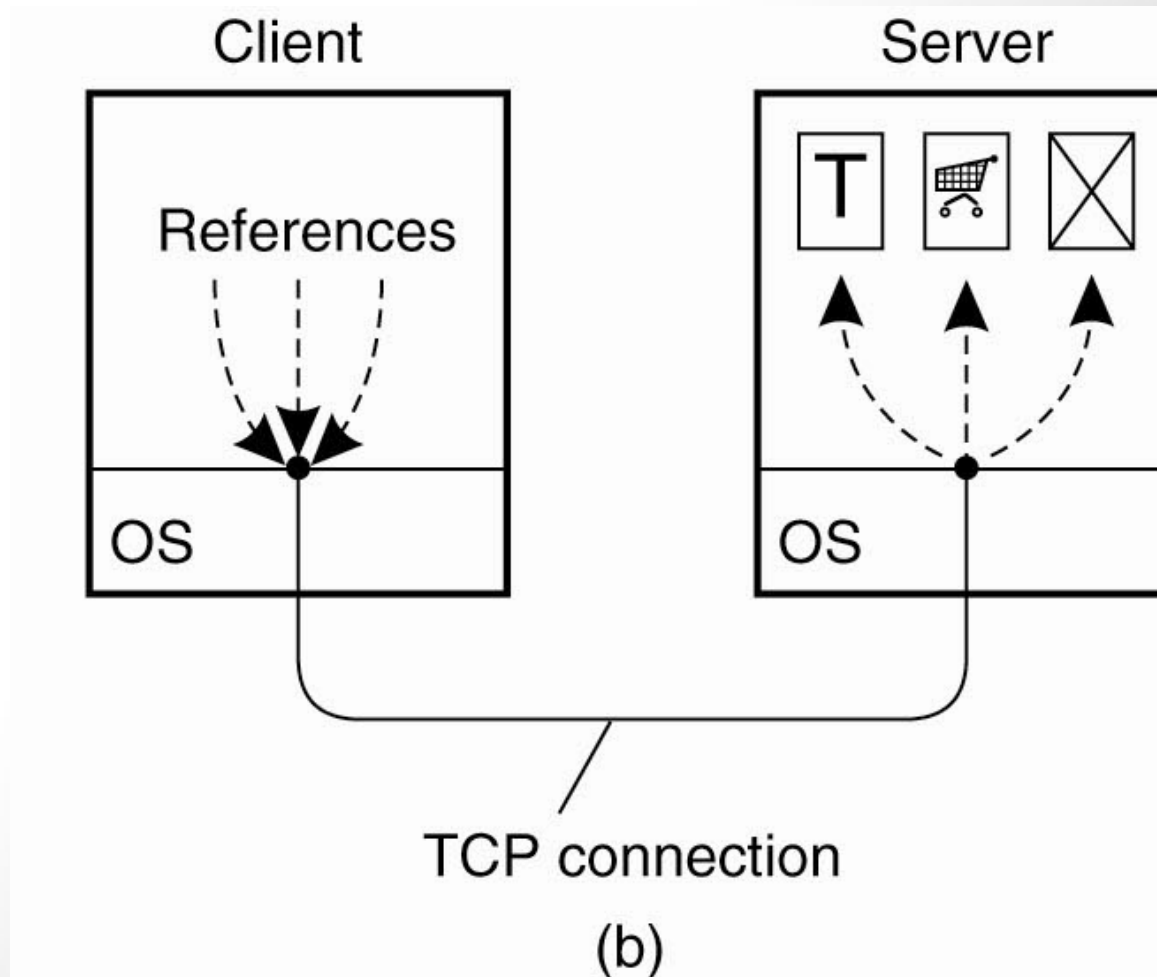 Client
Server
References
T
OS
OS
TCP connection
(b)